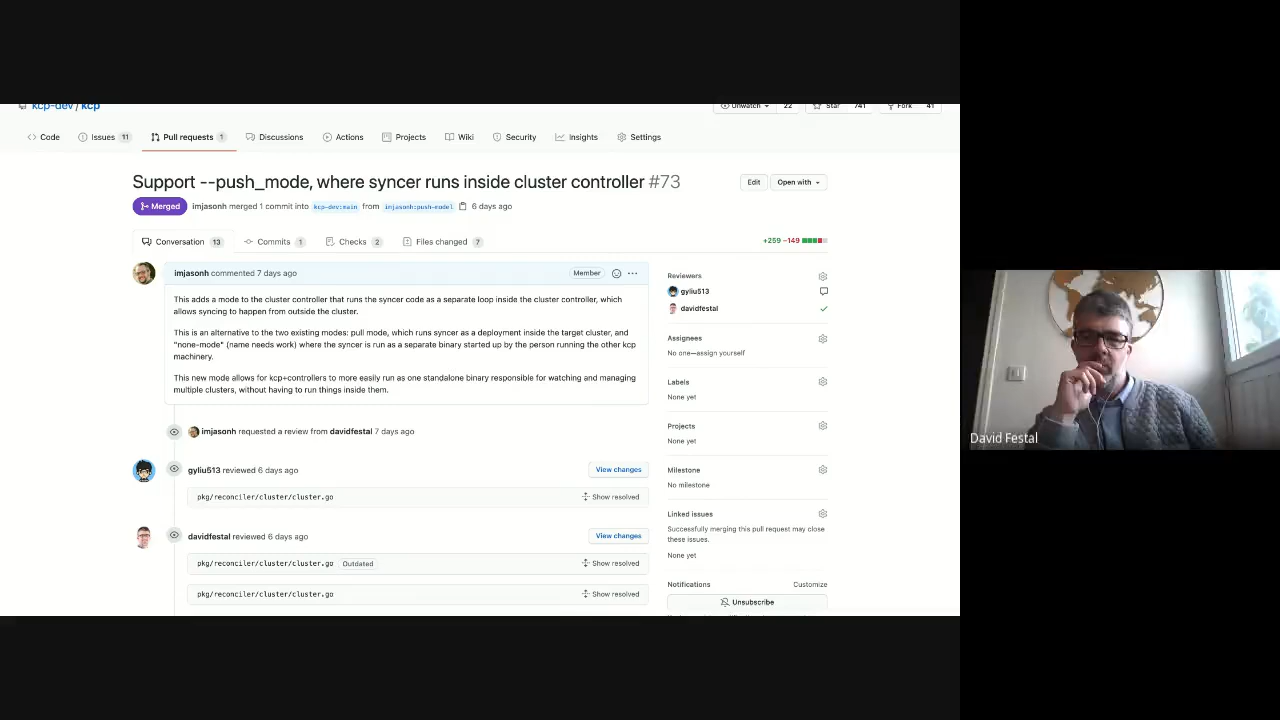 kcp-dev / kcp
Unwatch 22 Star 741 Fork 41
Code Issues 11 Pull requests 1 Discussions Actions Projects Wiki Security Insights Settings
Support --push_mode, where syncer runs inside cluster controller #73
Edit Open with
Merged imjasonh merged 1 commit into kcp-dev:main from imjasonh:push-model 6 days ago
Conversation 13 Commits 1 Checks 2 Files changed 7
+259 −149
imjasonh commented 7 days ago Member
This adds a mode to the cluster controller that runs the syncer code as a separate loop inside the cluster controller, which
allows syncing to happen from outside the cluster.
This is an alternative to the two existing modes: pull mode, which runs syncer as a deployment inside the target cluster, and
"none-mode" (name needs work) where the syncer is run as a separate binary started up by the person running the other kcp
machinery.
This new mode allows for kcp+controllers to more easily run as one standalone binary responsible for watching and managing
multiple clusters, without having to run things inside them.
imjasonh requested a review from davidfestal 7 days ago
gyliu513 reviewed 6 days ago View changes
pkg/reconciler/cluster/cluster.go Show resolved
davidfestal reviewed 6 days ago View changes
pkg/reconciler/cluster/cluster.go Outdated Show resolved
pkg/reconciler/cluster/cluster.go Show resolved
Reviewers
gyliu513
davidfestal
Assignees
No one—assign yourself
Labels
None yet
Projects
None yet
Milestone
No milestone
Linked issues
Successfully merging this pull request may close
these issues.
None yet
Notifications Customize
Unsubscribe
David Festal